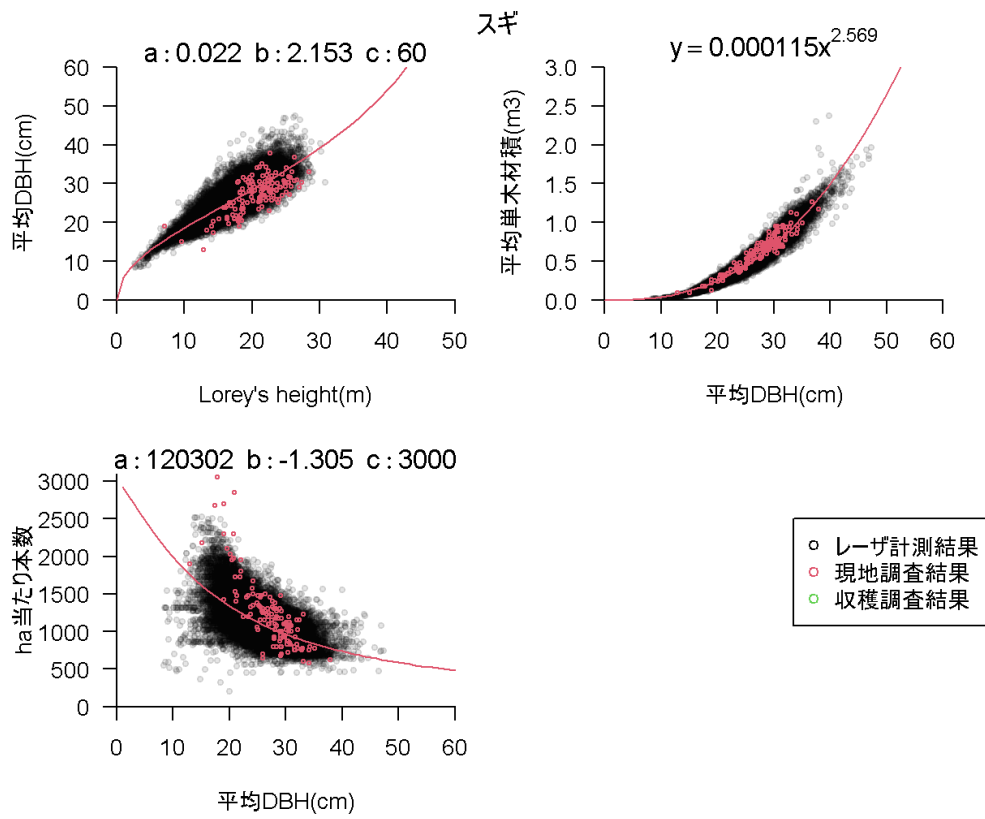 スギ
a : 0.022 b : 2.153 c : 60
平均DBH(cm)
60
50
40
30
20
10
0
0 10 20 30 40 50
Lorey's height(m)
y = 0.000115x^2.569
平均単木材積(m3)
3.0
2.5
2.0
1.5
1.0
0.5
0.0
0 10 20 30 40 50 60
平均DBH(cm)
a : 120302 b : -1.305 c : 3000
ha当たり本数
3000
2500
2000
1500
1000
500
0
0 10 20 30 40 50 60
平均DBH(cm)
レーザ計測結果
現地調査結果
収穫調査結果